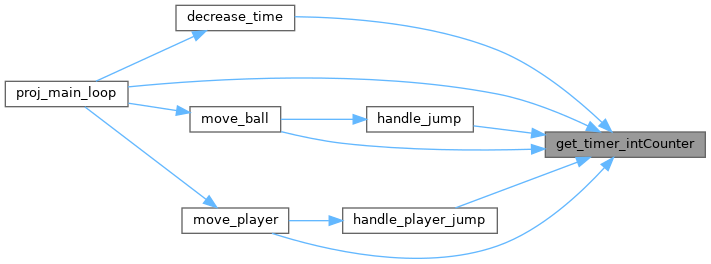 decrease_time
proj_main_loop
move_ball
handle_jump
get_timer_intCounter
move_player
handle_player_jump